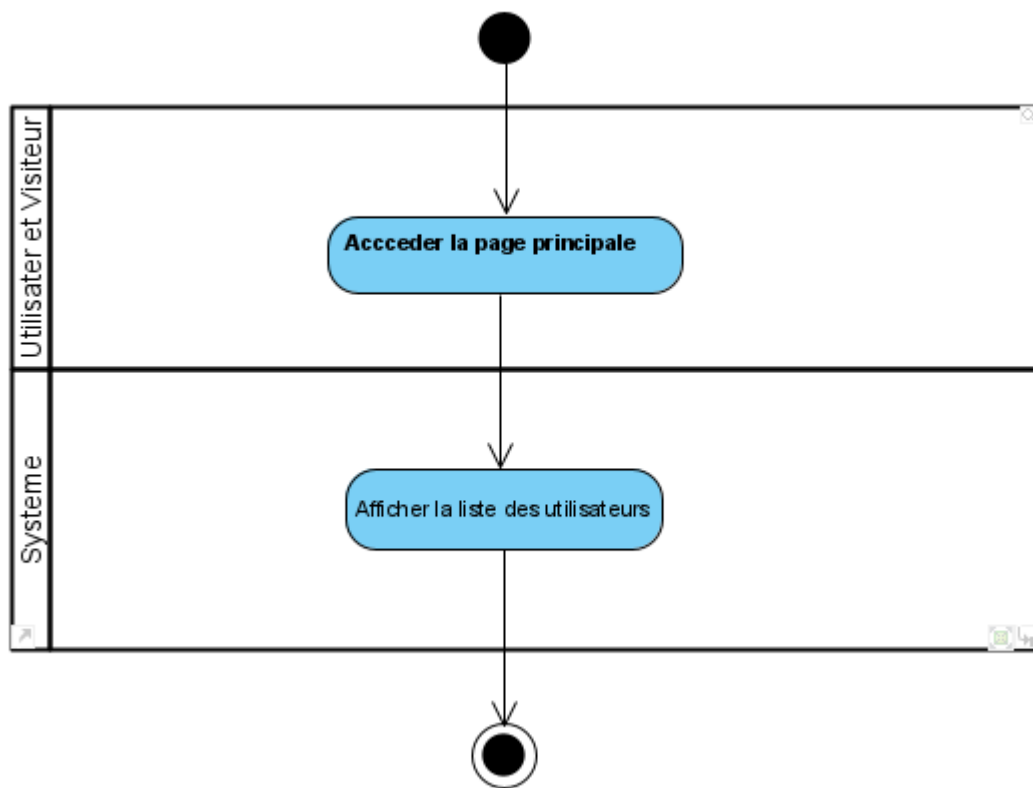 Utilisater et Visiteur
Accceder la page principale
Systeme
Afficher la liste des utilisateurs